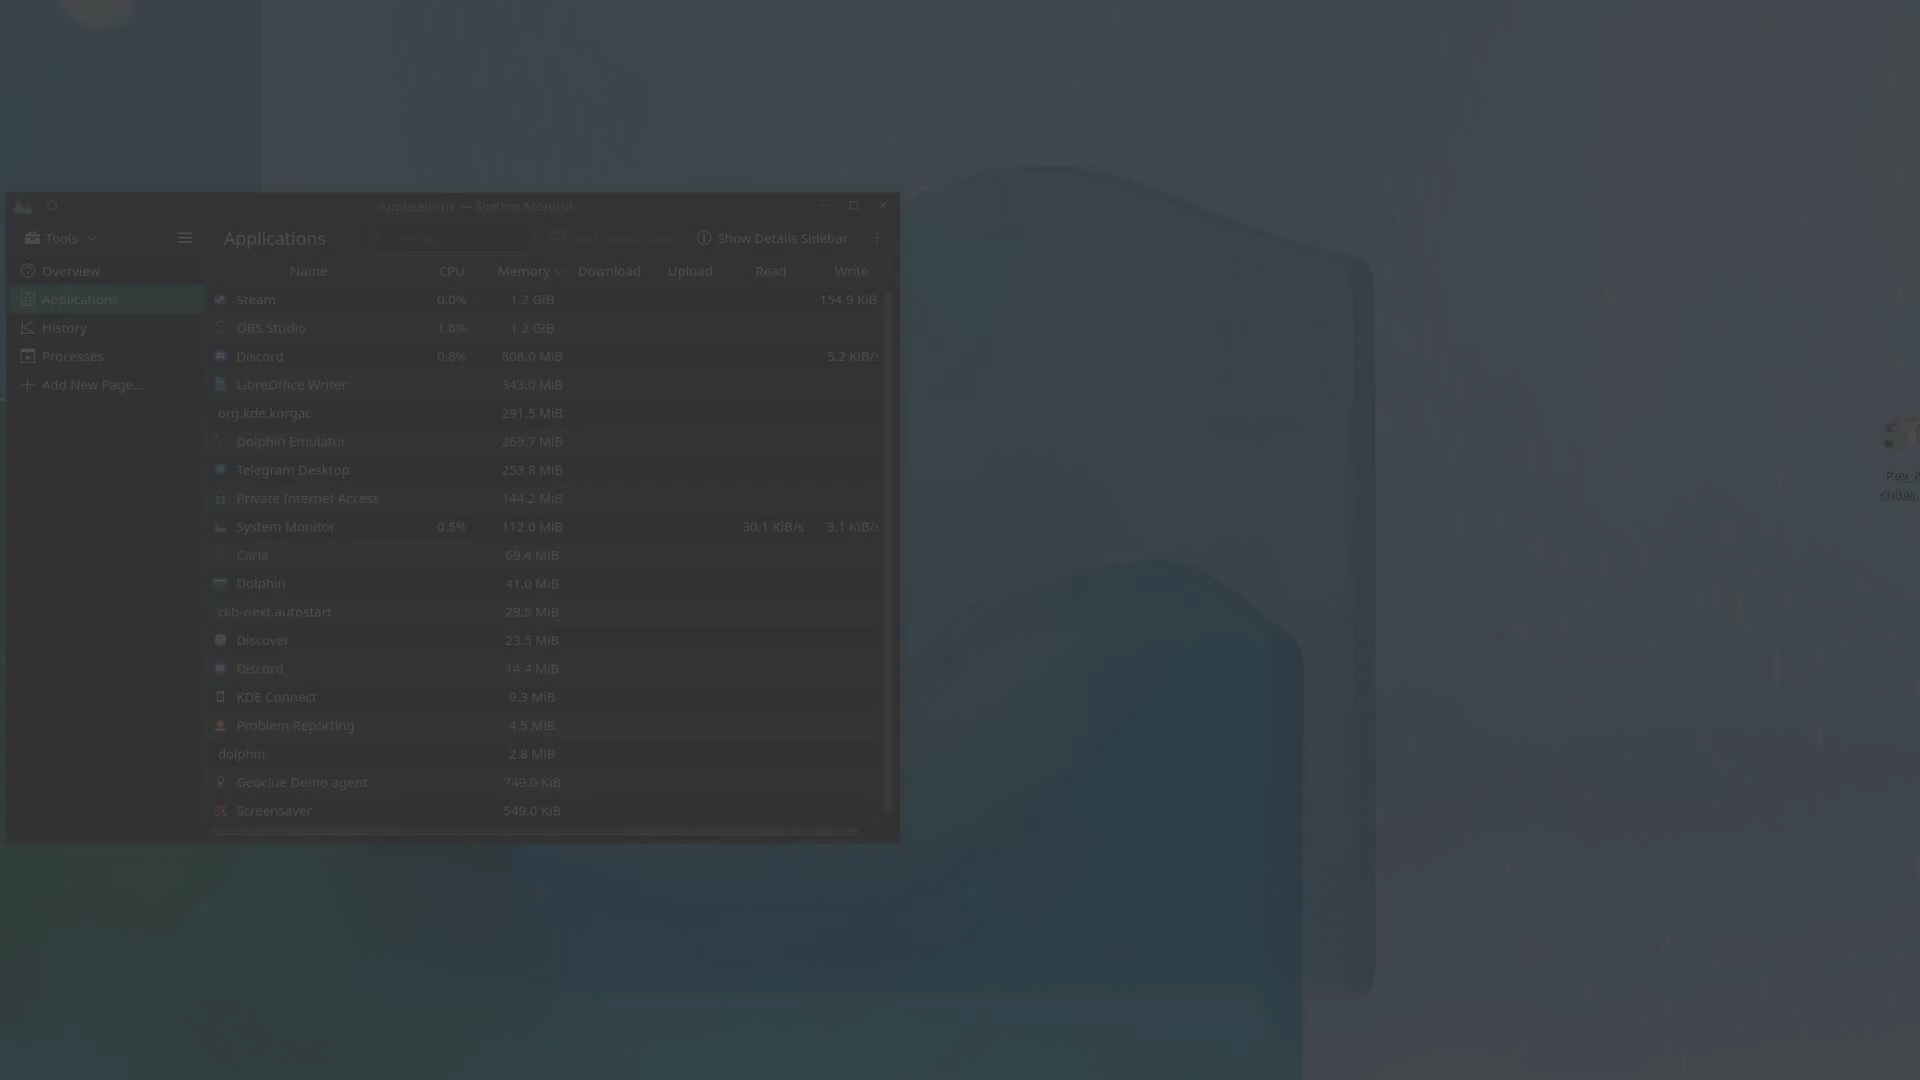 Applications — System Monitor
Tools
Applications
Search...
Show Details Sidebar
Overview
Applications
History
Processes
Add New Page...
Name CPU Memory Download Upload Read Write
Steam 0.0% 1.2 GiB 154.9 KiB
OBS Studio 1.8% 1.2 GiB
Discord 0.8% 808.0 MiB 5.2 KiB/s
LibreOffice Writer 343.0 MiB
org.kde.korgac 291.5 MiB
Dolphin Emulator 269.7 MiB
Telegram Desktop 253.8 MiB
Private Internet Access 144.2 MiB
System Monitor 0.5% 112.0 MiB 30.1 KiB/s 3.1 KiB/s
Carla 69.4 MiB
Dolphin 41.0 MiB
ckb-next.autostart 29.5 MiB
Discover 23.5 MiB
Discord 14.4 MiB
KDE Connect 9.3 MiB
Problem Reporting 4.5 MiB
dolphin 2.8 MiB
Geoclue Demo agent 749.0 KiB
Screensaver 549.0 KiB